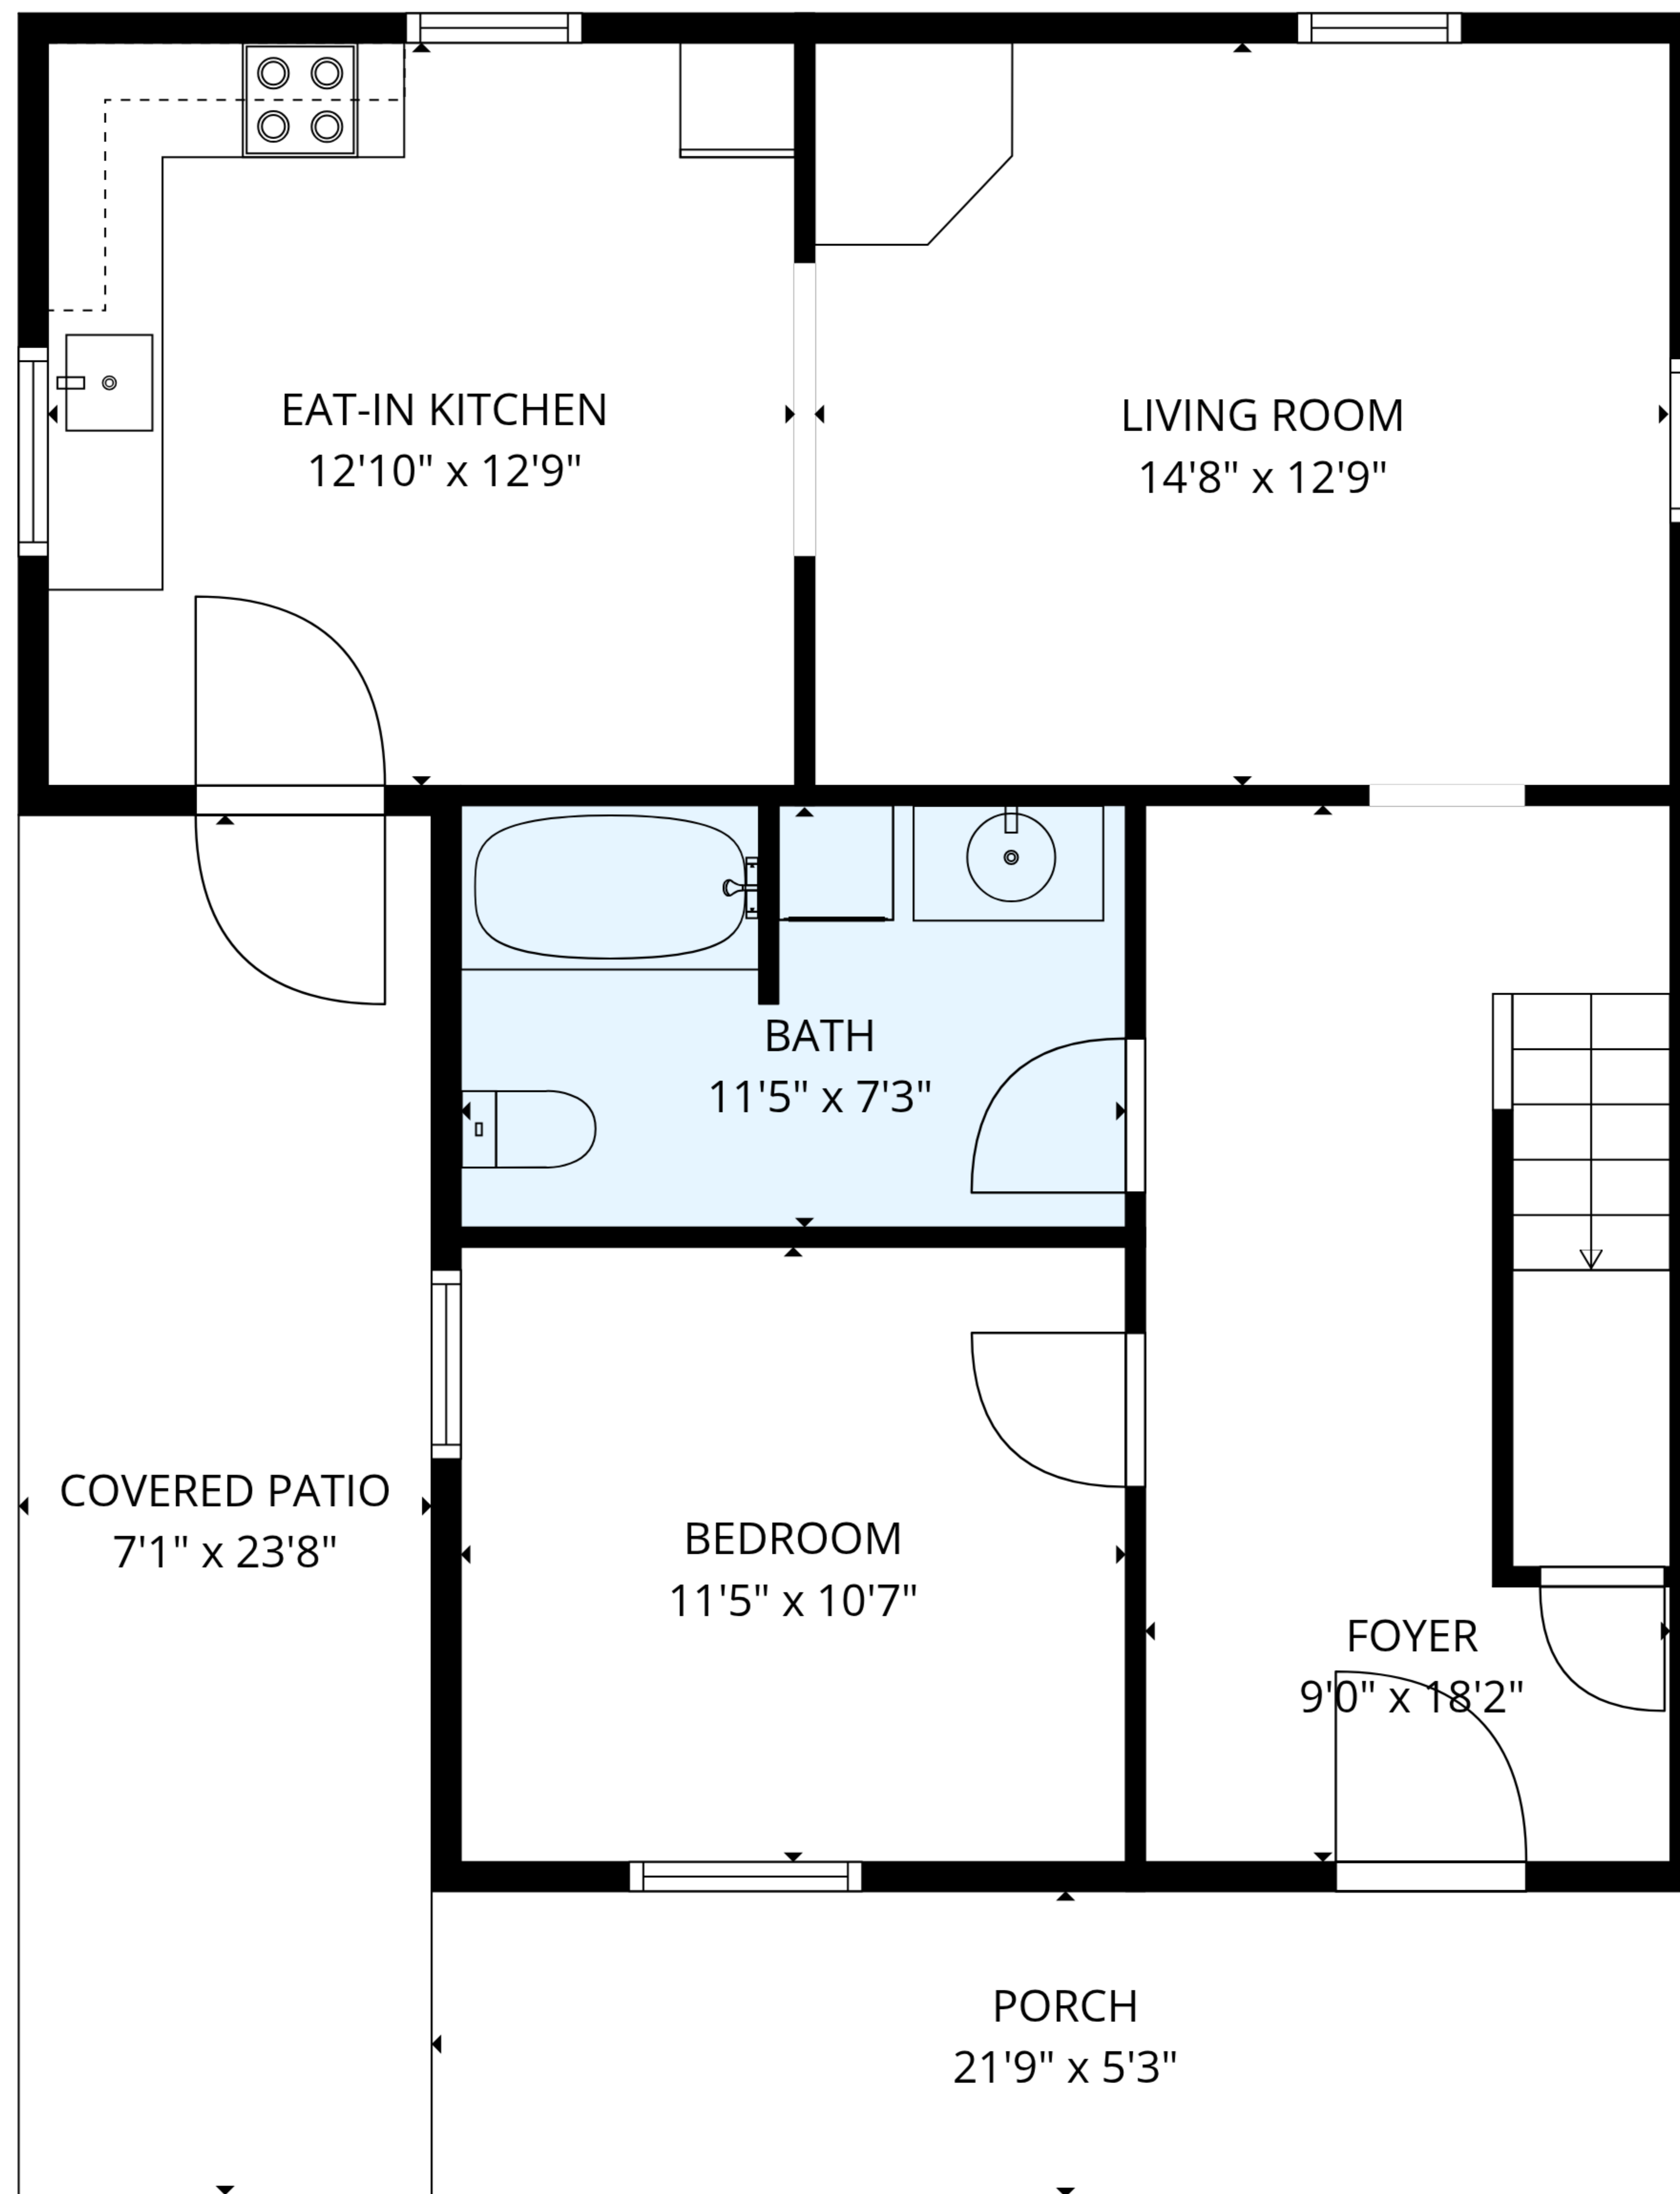 EAT-IN KITCHEN
12'10" x 12'9"
LIVING ROOM
14'8" x 12'9"
BATH
11'5" x 7'3"
COVERED PATIO
7'1" x 23'8"
BEDROOM
11'5" x 10'7"
FOYER
9'0" x 18'2"
PORCH
21'9" x 5'3"